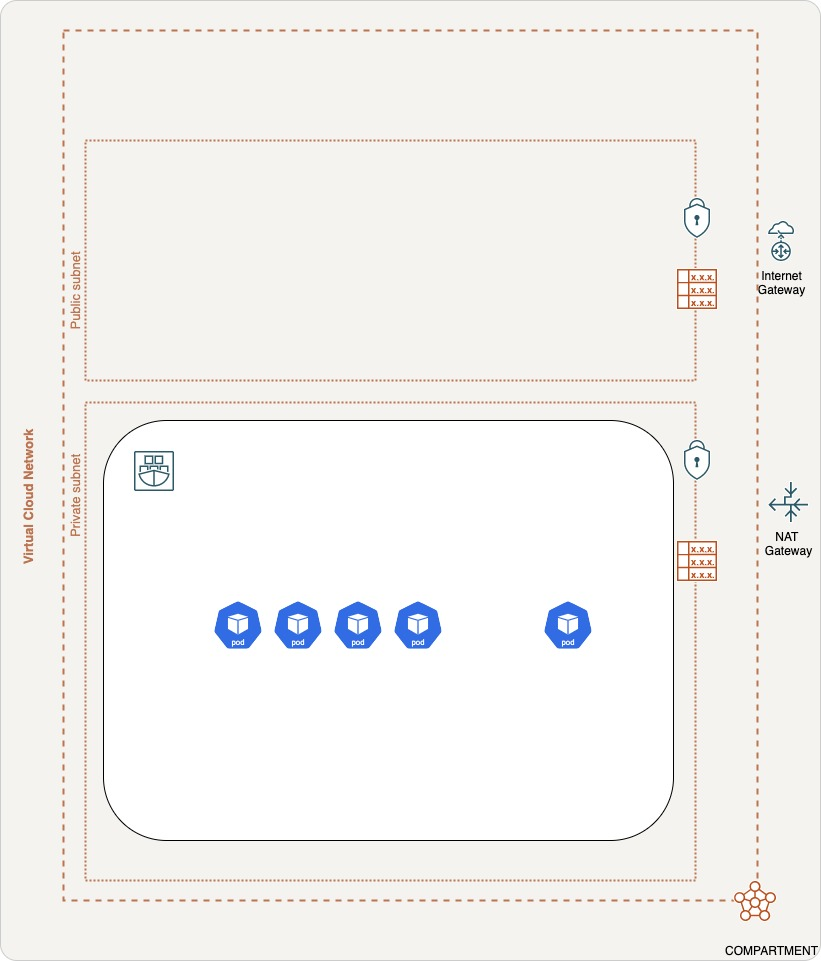 Public subnet
x.x.x.
x.x.x.
x.x.x.
Internet
Gateway
Virtual Cloud Network
Private subnet
NAT
Gateway
x.x.x.
x.x.x.
x.x.x.
pod
pod
pod
pod
pod
COMPARTMENT